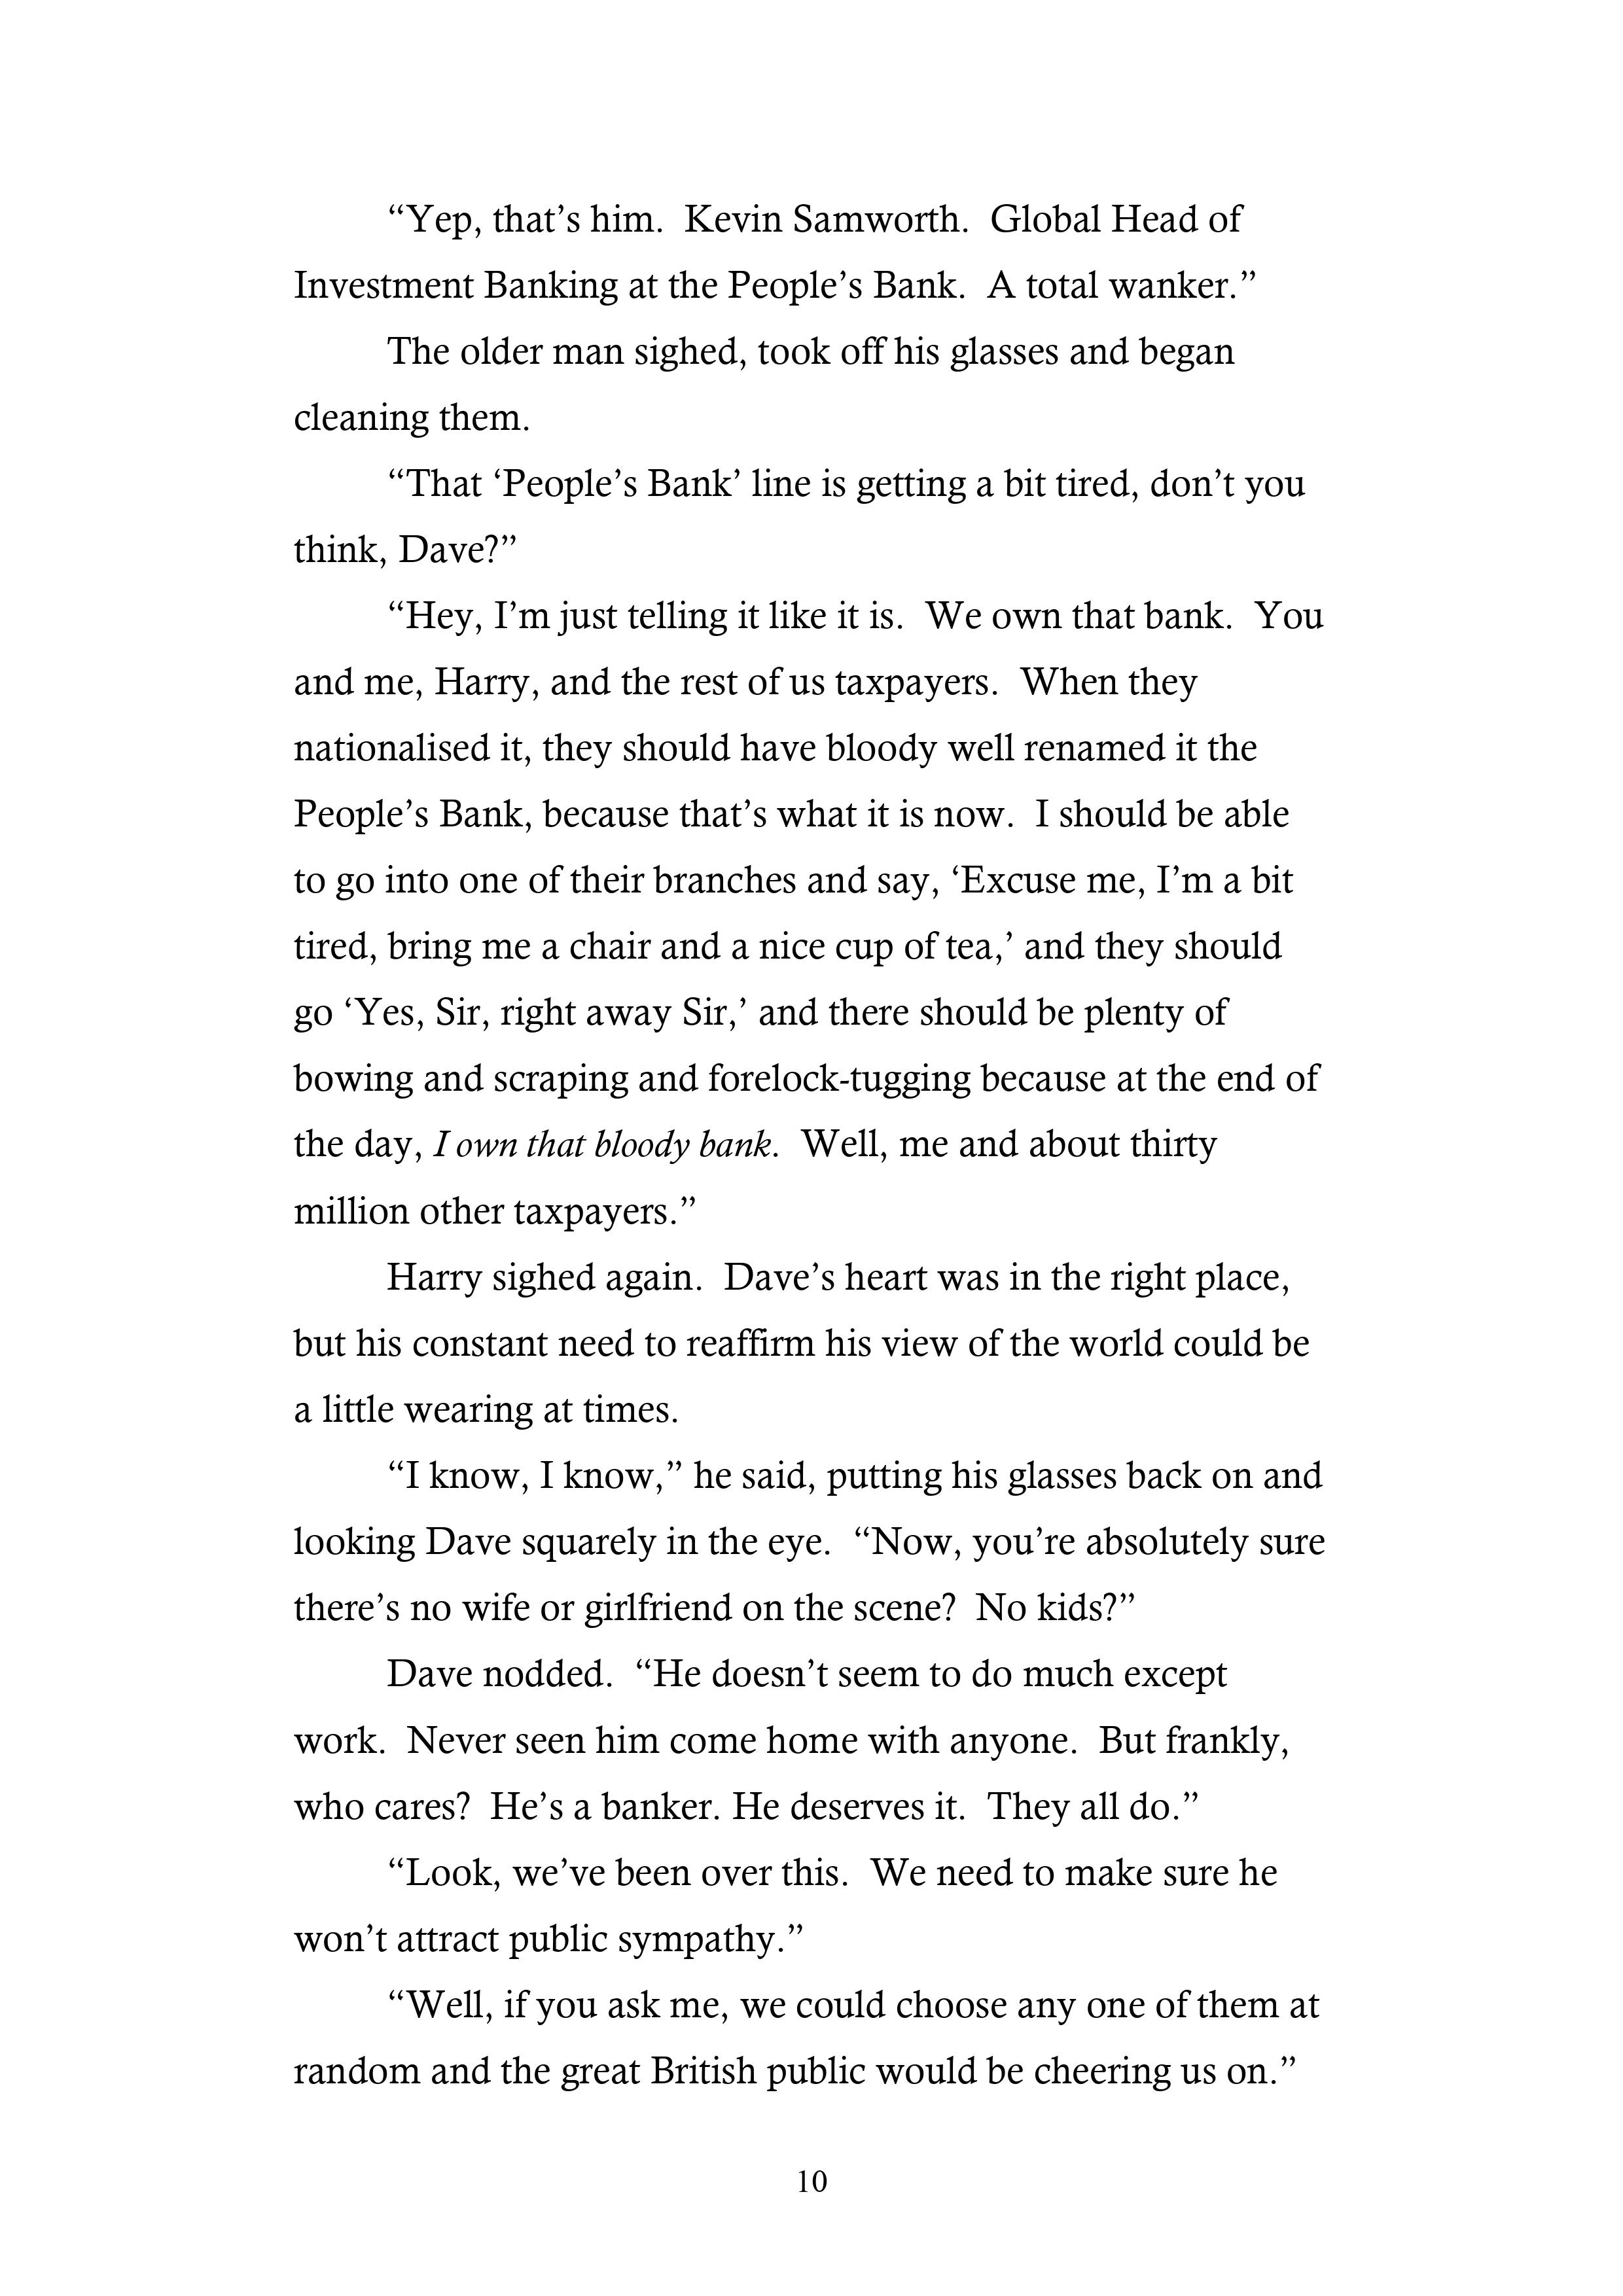 “Yep, that’s him.  Kevin Samworth.  Global Head of
Investment Banking at the People’s Bank.  A total wanker.”
The older man sighed, took off his glasses and began
cleaning them.
“That ‘People’s Bank’ line is getting a bit tired, don’t you
think, Dave?”
“Hey, I’m just telling it like it is.  We own that bank.  You
and me, Harry, and the rest of us taxpayers.  When they
nationalised it, they should have bloody well renamed it the
People’s Bank, because that’s what it is now.  I should be able
to go into one of their branches and say, ‘Excuse me, I’m a bit
tired, bring me a chair and a nice cup of tea,’ and they should
go ‘Yes, Sir, right away Sir,’ and there should be plenty of
bowing and scraping and forelock-tugging because at the end of
the day, I own that bloody bank.  Well, me and about thirty
million other taxpayers.”
Harry sighed again.  Dave’s heart was in the right place,
but his constant need to reaffirm his view of the world could be
a little wearing at times.
“I know, I know,” he said, putting his glasses back on and
looking Dave squarely in the eye.  “Now, you’re absolutely sure
there’s no wife or girlfriend on the scene?  No kids?”
Dave nodded.  “He doesn’t seem to do much except
work.  Never seen him come home with anyone.  But frankly,
who cares?  He’s a banker. He deserves it.  They all do.”
“Look, we’ve been over this.  We need to make sure he
won’t attract public sympathy.”
“Well, if you ask me, we could choose any one of them at
random and the great British public would be cheering us on.”
10